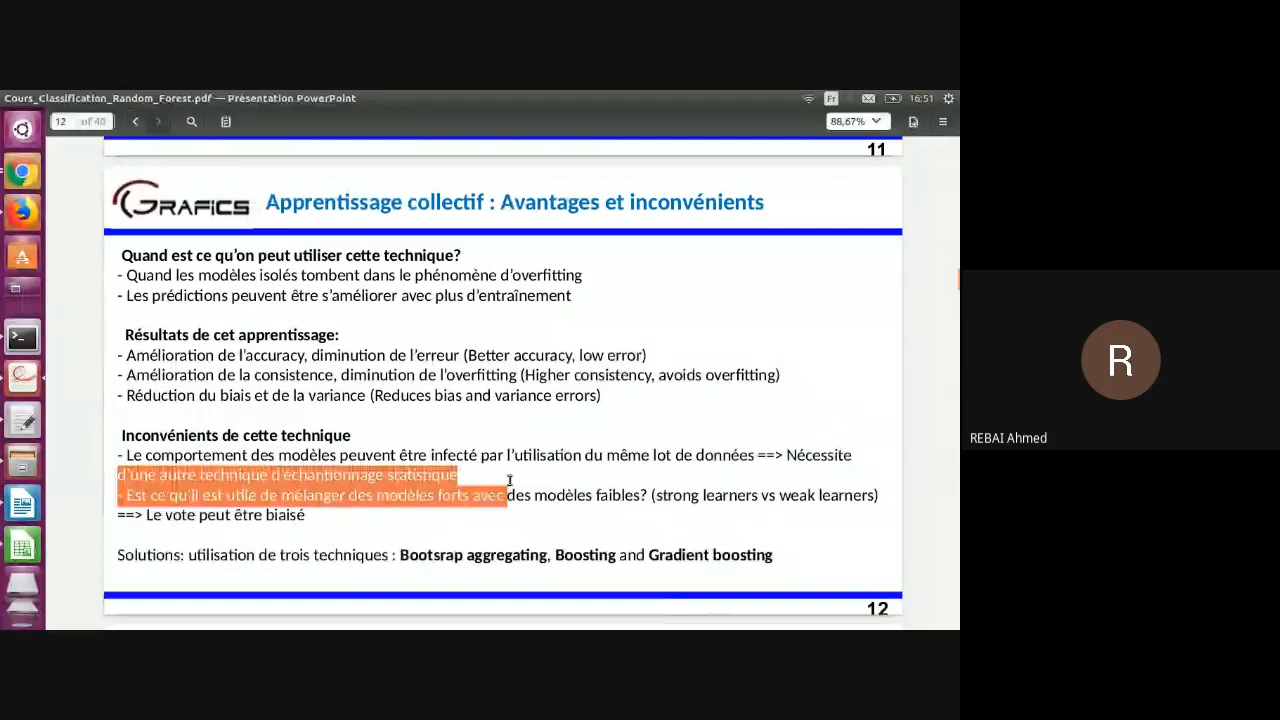 Cours_Classification_Random_Forest.pdf — Présentation PowerPoint
Fr
16:51
12 of 40
88,67%
11
GRAFICS
Apprentissage collectif : Avantages et inconvénients
Quand est ce qu'on peut utiliser cette technique?
- Quand les modèles isolés tombent dans le phénomène d'overfitting
- Les prédictions peuvent être s'améliorer avec plus d'entraînement
Résultats de cet apprentissage:
- Amélioration de l'accuracy, diminution de l'erreur (Better accuracy, low error)
- Amélioration de la consistence, diminution de l'overfitting (Higher consistency, avoids overfitting)
- Réduction du biais et de la variance (Reduces bias and variance errors)
Inconvénients de cette technique
- Le comportement des modèles peuvent être infecté par l'utilisation du même lot de données ==> Nécessite
d'une autre technique d'échantionnage statistique
- Est ce qu'il est utile de mélanger des modèles forts avec des modèles faibles? (strong learners vs weak learners)
==> Le vote peut être biaisé
Solutions: utilisation de trois techniques : Bootsrap aggregating, Boosting and Gradient boosting
12
R
REBAI Ahmed